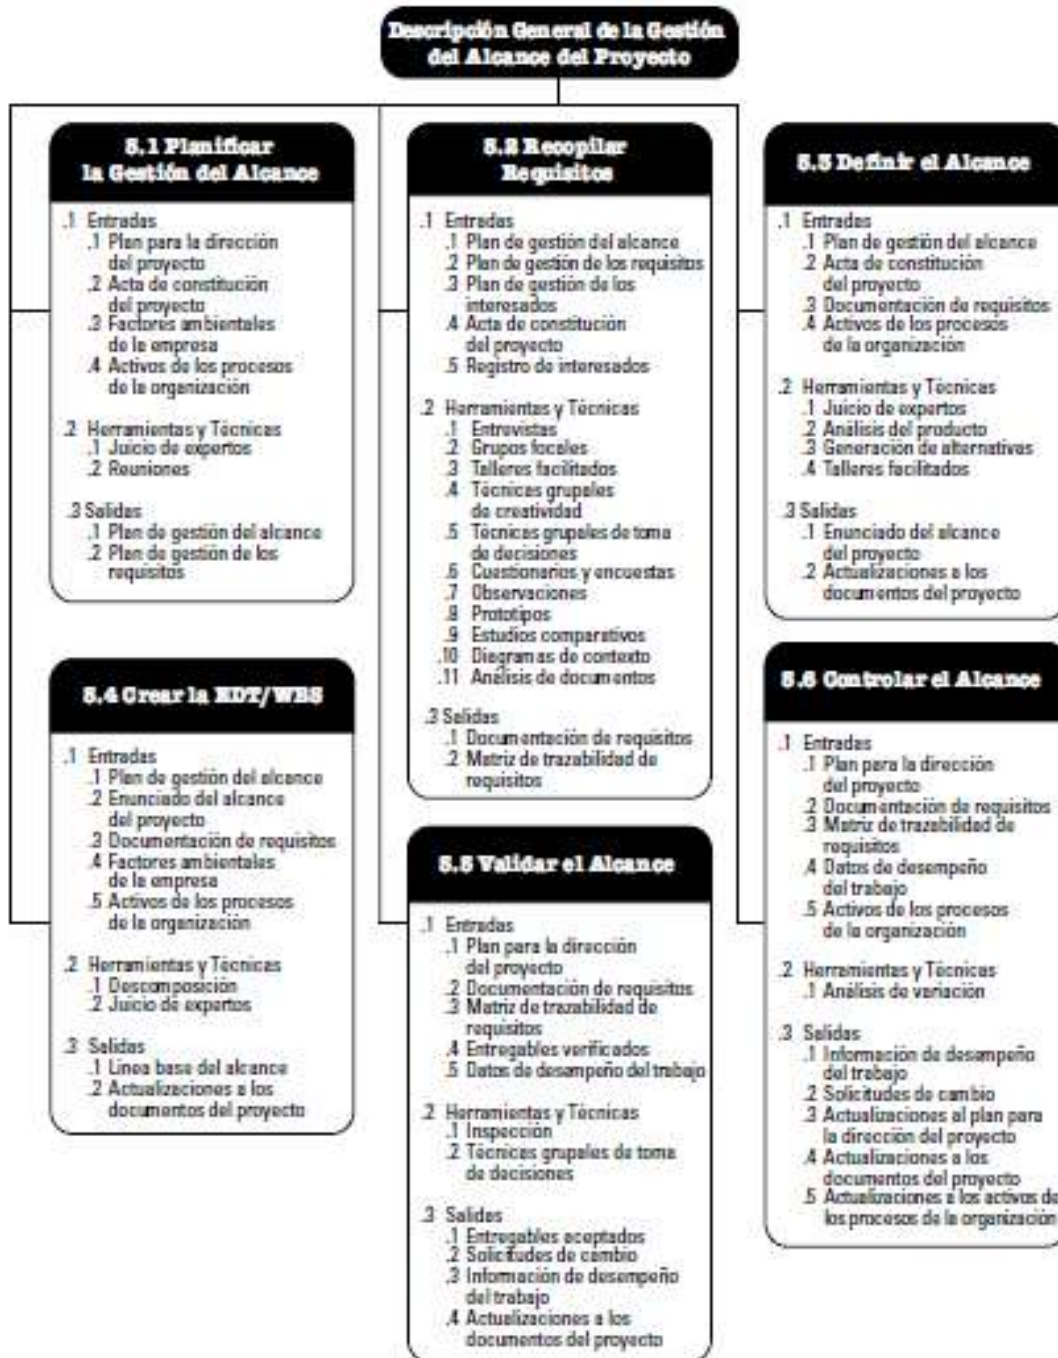 Descripción General de la Gestión
del Alcance del Proyecto
5.1 Planificar
la Gestión del Alcance
.1 Entradas
.1 Plan para la dirección
del proyecto
.2 Acta de constitución
del proyecto
.3 Factores ambientales
de la empresa
.4 Activos de los procesos
de la organización
.2 Herramientas y Técnicas
.1 Juicio de expertos
.2 Reuniones
.3 Salidas
.1 Plan de gestión del alcance
.2 Plan de gestión de los
requisitos
5.2 Recopilar
Requisitos
.1 Entradas
.1 Plan de gestión del alcance
.2 Plan de gestión de los requisitos
.3 Plan de gestión de los
interesados
.4 Acta de constitución
del proyecto
.5 Registro de interesados
.2 Herramientas y Técnicas
.1 Entrevistas
.2 Grupos focales
.3 Talleres facilitados
.4 Técnicas grupales
de creatividad
.5 Técnicas grupales de toma
de decisiones
.6 Cuestionarios y encuestas
.7 Observaciones
.8 Prototipos
.9 Estudios comparativos
.10 Diagramas de contexto
.11 Análisis de documentos
.3 Salidas
.1 Documentación de requisitos
.2 Matriz de trazabilidad de
requisitos
5.3 Definir el Alcance
.1 Entradas
.1 Plan de gestión del alcance
.2 Acta de constitución
del proyecto
.3 Documentación de requisitos
.4 Activos de los procesos
de la organización
.2 Herramientas y Técnicas
.1 Juicio de expertos
.2 Análisis del producto
.3 Generación de alternativas
.4 Talleres facilitados
.3 Salidas
.1 Enunciado del alcance
del proyecto
.2 Actualizaciones a los
documentos del proyecto
5.4 Crear la EDT/WBS
.1 Entradas
.1 Plan de gestión del alcance
.2 Enunciado del alcance
del proyecto
.3 Documentación de requisitos
.4 Factores ambientales
de la empresa
.5 Activos de los procesos
de la organización
.2 Herramientas y Técnicas
.1 Descomposición
.2 Juicio de expertos
.3 Salidas
.1 Línea base del alcance
.2 Actualizaciones a los
documentos del proyecto
5.5 Validar el Alcance
.1 Entradas
.1 Plan para la dirección
del proyecto
.2 Documentación de requisitos
.3 Matriz de trazabilidad de
requisitos
.4 Entregables verificados
.5 Datos de desempeño del trabajo
.2 Herramientas y Técnicas
.1 Inspección
.2 Técnicas grupales de toma
de decisiones
.3 Salidas
.1 Entregables aceptados
.2 Solicitudes de cambio
.3 Información de desempeño
del trabajo
.4 Actualizaciones a los
documentos del proyecto
5.6 Controlar el Alcance
.1 Entradas
.1 Plan para la dirección
del proyecto
.2 Documentación de requisitos
.3 Matriz de trazabilidad de
requisitos
.4 Datos de desempeño
del trabajo
.5 Activos de los procesos
de la organización
.2 Herramientas y Técnicas
.1 Análisis de variación
.3 Salidas
.1 Información de desempeño
del trabajo
.2 Solicitudes de cambio
.3 Actualizaciones al plan para
la dirección del proyecto
.4 Actualizaciones a los
documentos del proyecto
.5 Actualizaciones a los activos de
los procesos de la organización